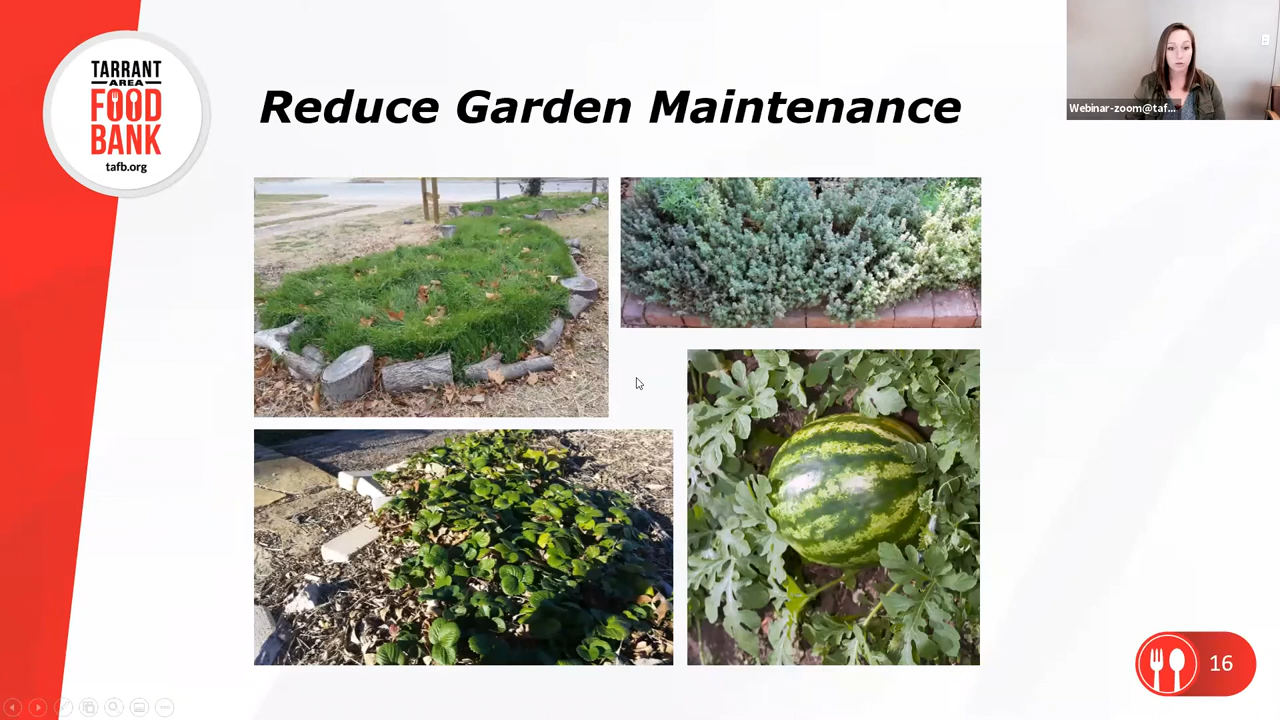 TARRANT
AREA
FOOD
BANK
tafb.org
Reduce Garden Maintenance
Webinar-zoom@taf...
16